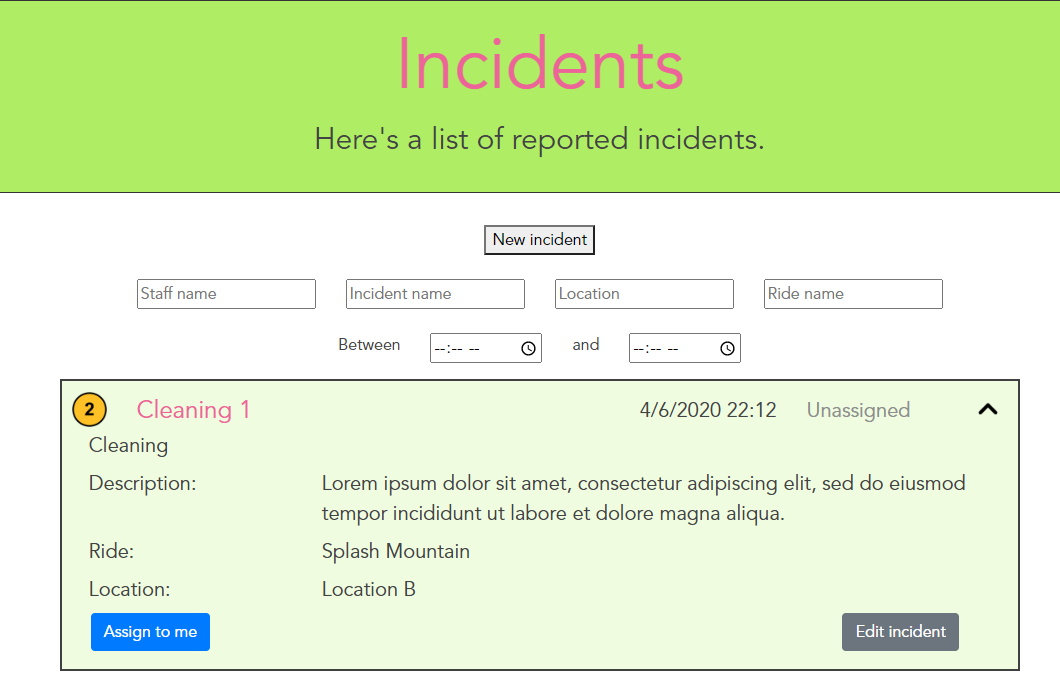 Incidents
Here's a list of reported incidents.
New incident
Staff name Incident name Location Ride name
Between --:-- -- and --:-- --
2 Cleaning 1 4/6/2020 22:12 Unassigned
Cleaning
Description: Lorem ipsum dolor sit amet, consectetur adipiscing elit, sed do eiusmod
tempor incididunt ut labore et dolore magna aliqua.
Ride: Splash Mountain
Location: Location B
Assign to me Edit incident